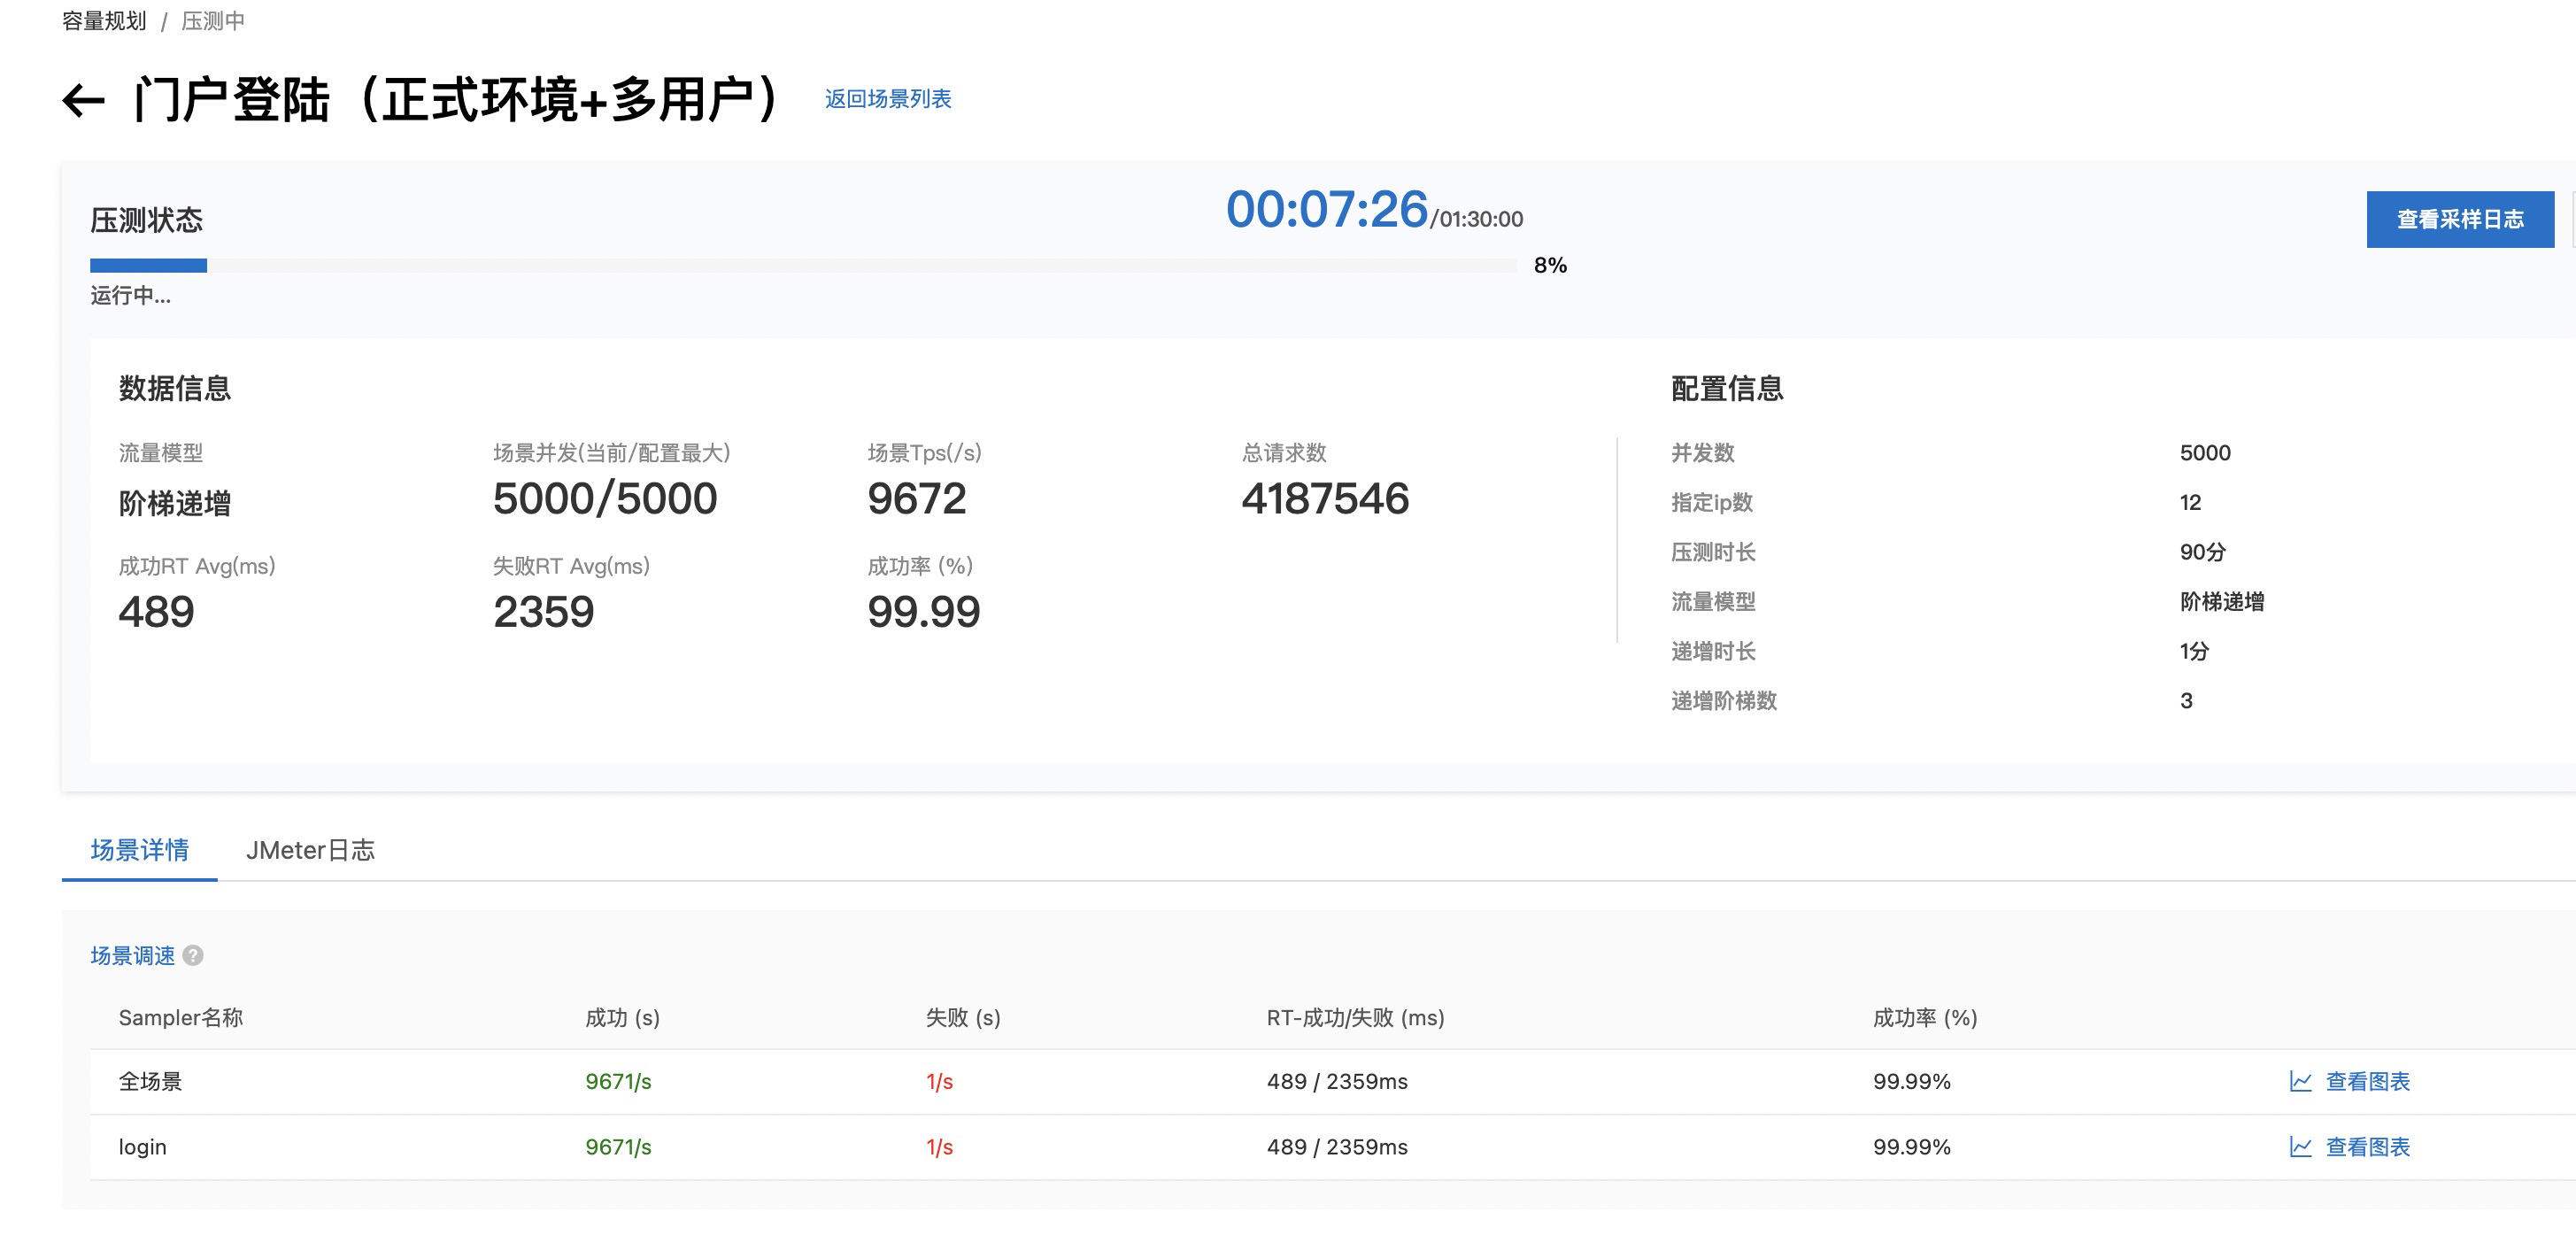 容量规划 / 压测中
← 门户登陆（正式环境+多用户） 返回场景列表
压测状态
00:07:26/01:30:00
查看采样日志
8%
运行中...
数据信息
配置信息
流量模型 场景并发(当前/配置最大) 场景Tps(/s) 总请求数
阶梯递增 5000/5000 9672 4187546
成功RT Avg(ms) 失败RT Avg(ms) 成功率 (%)
489 2359 99.99
并发数 5000
指定ip数 12
压测时长 90分
流量模型 阶梯递增
递增时长 1分
递增阶梯数 3
场景详情 JMeter日志
场景调速 ?
Sampler名称 成功 (s) 失败 (s) RT-成功/失败 (ms) 成功率 (%)
全场景 9671/s 1/s 489 / 2359ms 99.99% 查看图表
login 9671/s 1/s 489 / 2359ms 99.99% 查看图表